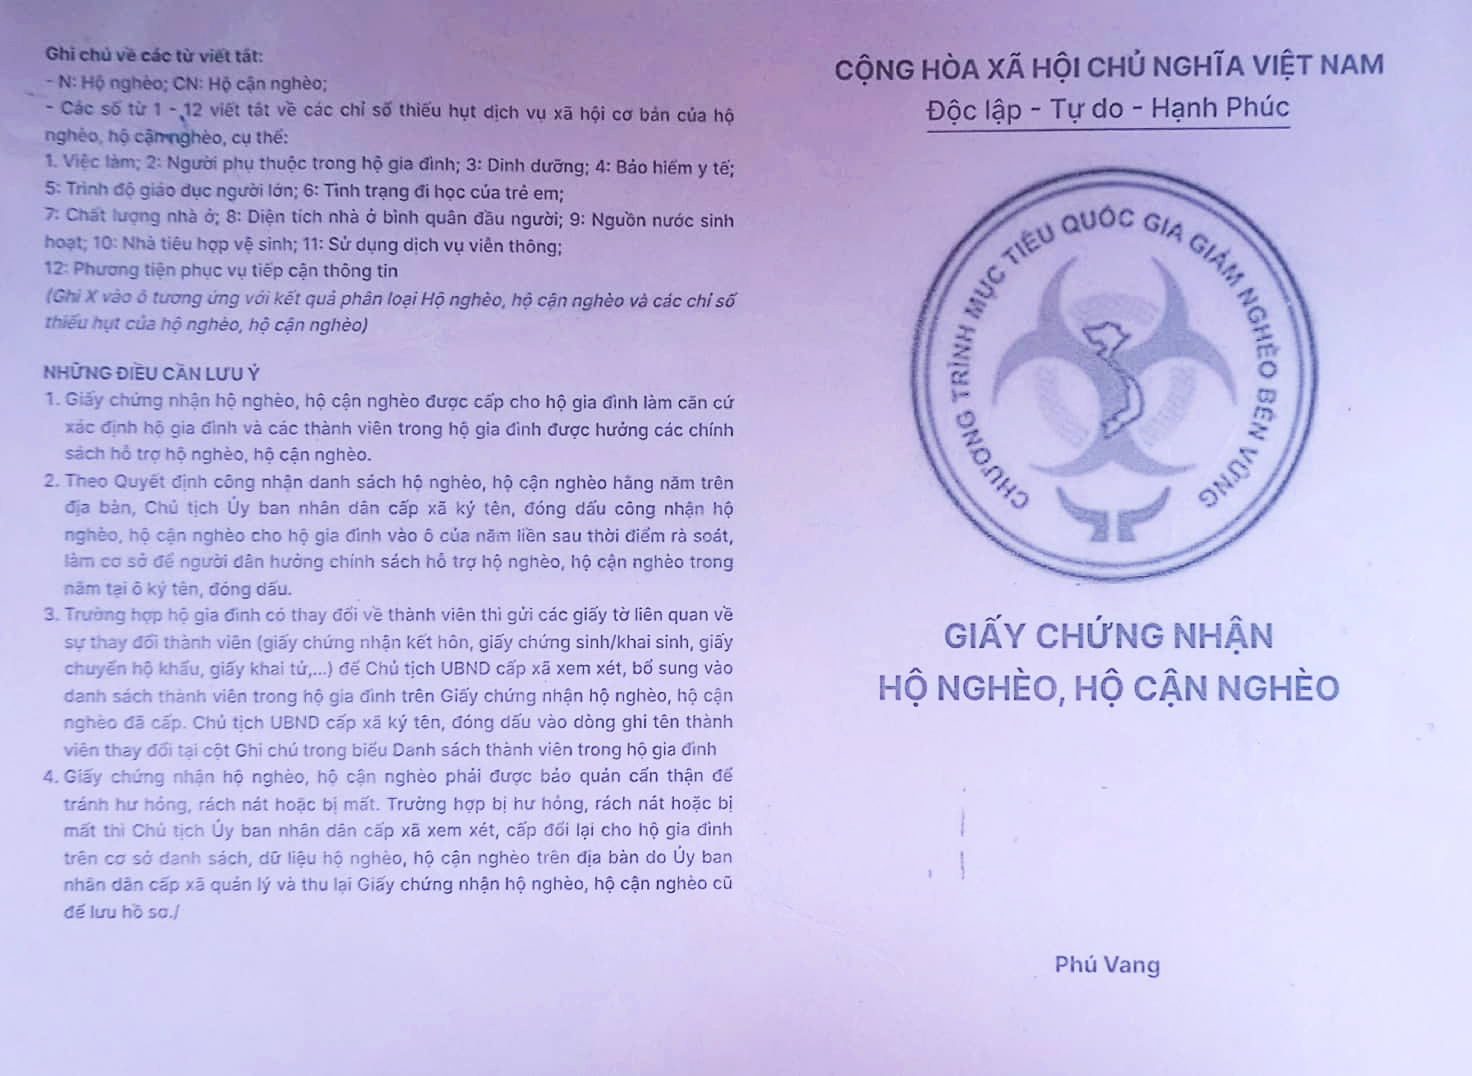 Ghi chú về các từ viết tắt:
- N: Hộ nghèo; CN: Hộ cận nghèo;
- Các số từ 1 - 12 viết tắt về các chỉ số thiếu hụt dịch vụ xã hội cơ bản của hộ
nghèo, hộ cận nghèo, cụ thể:
1. Việc làm; 2: Người phụ thuộc trong hộ gia đình; 3: Dinh dưỡng; 4: Bảo hiểm y tế;
5: Trình độ giáo dục người lớn; 6: Tình trạng đi học của trẻ em;
7: Chất lượng nhà ở; 8: Diện tích nhà ở bình quân đầu người; 9: Nguồn nước sinh
hoạt; 10: Nhà tiêu hợp vệ sinh; 11: Sử dụng dịch vụ viễn thông;
12: Phương tiện phục vụ tiếp cận thông tin
(Ghi X vào ô tương ứng với kết quả phân loại Hộ nghèo, hộ cận nghèo và các chỉ số
thiếu hụt của hộ nghèo, hộ cận nghèo)
NHỮNG ĐIỀU CẦN LƯU Ý
1. Giấy chứng nhận hộ nghèo, hộ cận nghèo được cấp cho hộ gia đình làm căn cứ
xác định hộ gia đình và các thành viên trong hộ gia đình được hưởng các chính
sách hỗ trợ hộ nghèo, hộ cận nghèo.
2. Theo Quyết định công nhận danh sách hộ nghèo, hộ cận nghèo hằng năm trên
địa bàn, Chủ tịch Ủy ban nhân dân cấp xã ký tên, đóng dấu công nhận hộ
nghèo, hộ cận nghèo cho hộ gia đình vào ô của năm liền sau thời điểm rà soát,
làm cơ sở để người dân hưởng chính sách hỗ trợ hộ nghèo, hộ cận nghèo trong
năm tại ô ký tên, đóng dấu.
3. Trường hợp hộ gia đình có thay đổi về thành viên thì gửi các giấy tờ liên quan về
sự thay đổi thành viên (giấy chứng nhận kết hôn, giấy chứng sinh/khai sinh, giấy
chuyển hộ khẩu, giấy khai tử,...) để Chủ tịch UBND cấp xã xem xét, bổ sung vào
danh sách thành viên trong hộ gia đình trên Giấy chứng nhận hộ nghèo, hộ cận
nghèo đã cấp. Chủ tịch UBND cấp xã ký tên, đóng dấu vào dòng ghi tên thành
viên thay đổi tại cột Ghi chú trong biểu Danh sách thành viên trong hộ gia đình
4. Giấy chứng nhận hộ nghèo, hộ cận nghèo phải được bảo quản cẩn thận để
tránh hư hỏng, rách nát hoặc bị mất. Trường hợp bị hư hỏng, rách nát hoặc bị
mất thì Chủ tịch Ủy ban nhân dân cấp xã xem xét, cấp đổi lại cho hộ gia đình
trên cơ sở danh sách, dữ liệu hộ nghèo, hộ cận nghèo trên địa bàn do Ủy ban
nhân dân cấp xã quản lý và thu lại Giấy chứng nhận hộ nghèo, hộ cận nghèo cũ
để lưu hồ sơ./
CỘNG HÒA XÃ HỘI CHỦ NGHĨA VIỆT NAM
Độc lập - Tự do - Hạnh Phúc
CHƯƠNG TRÌNH MỤC TIÊU QUỐC GIA GIẢM NGHÈO BỀN VỮNG
GIẤY CHỨNG NHẬN
HỘ NGHÈO, HỘ CẬN NGHÈO
Phú Vang